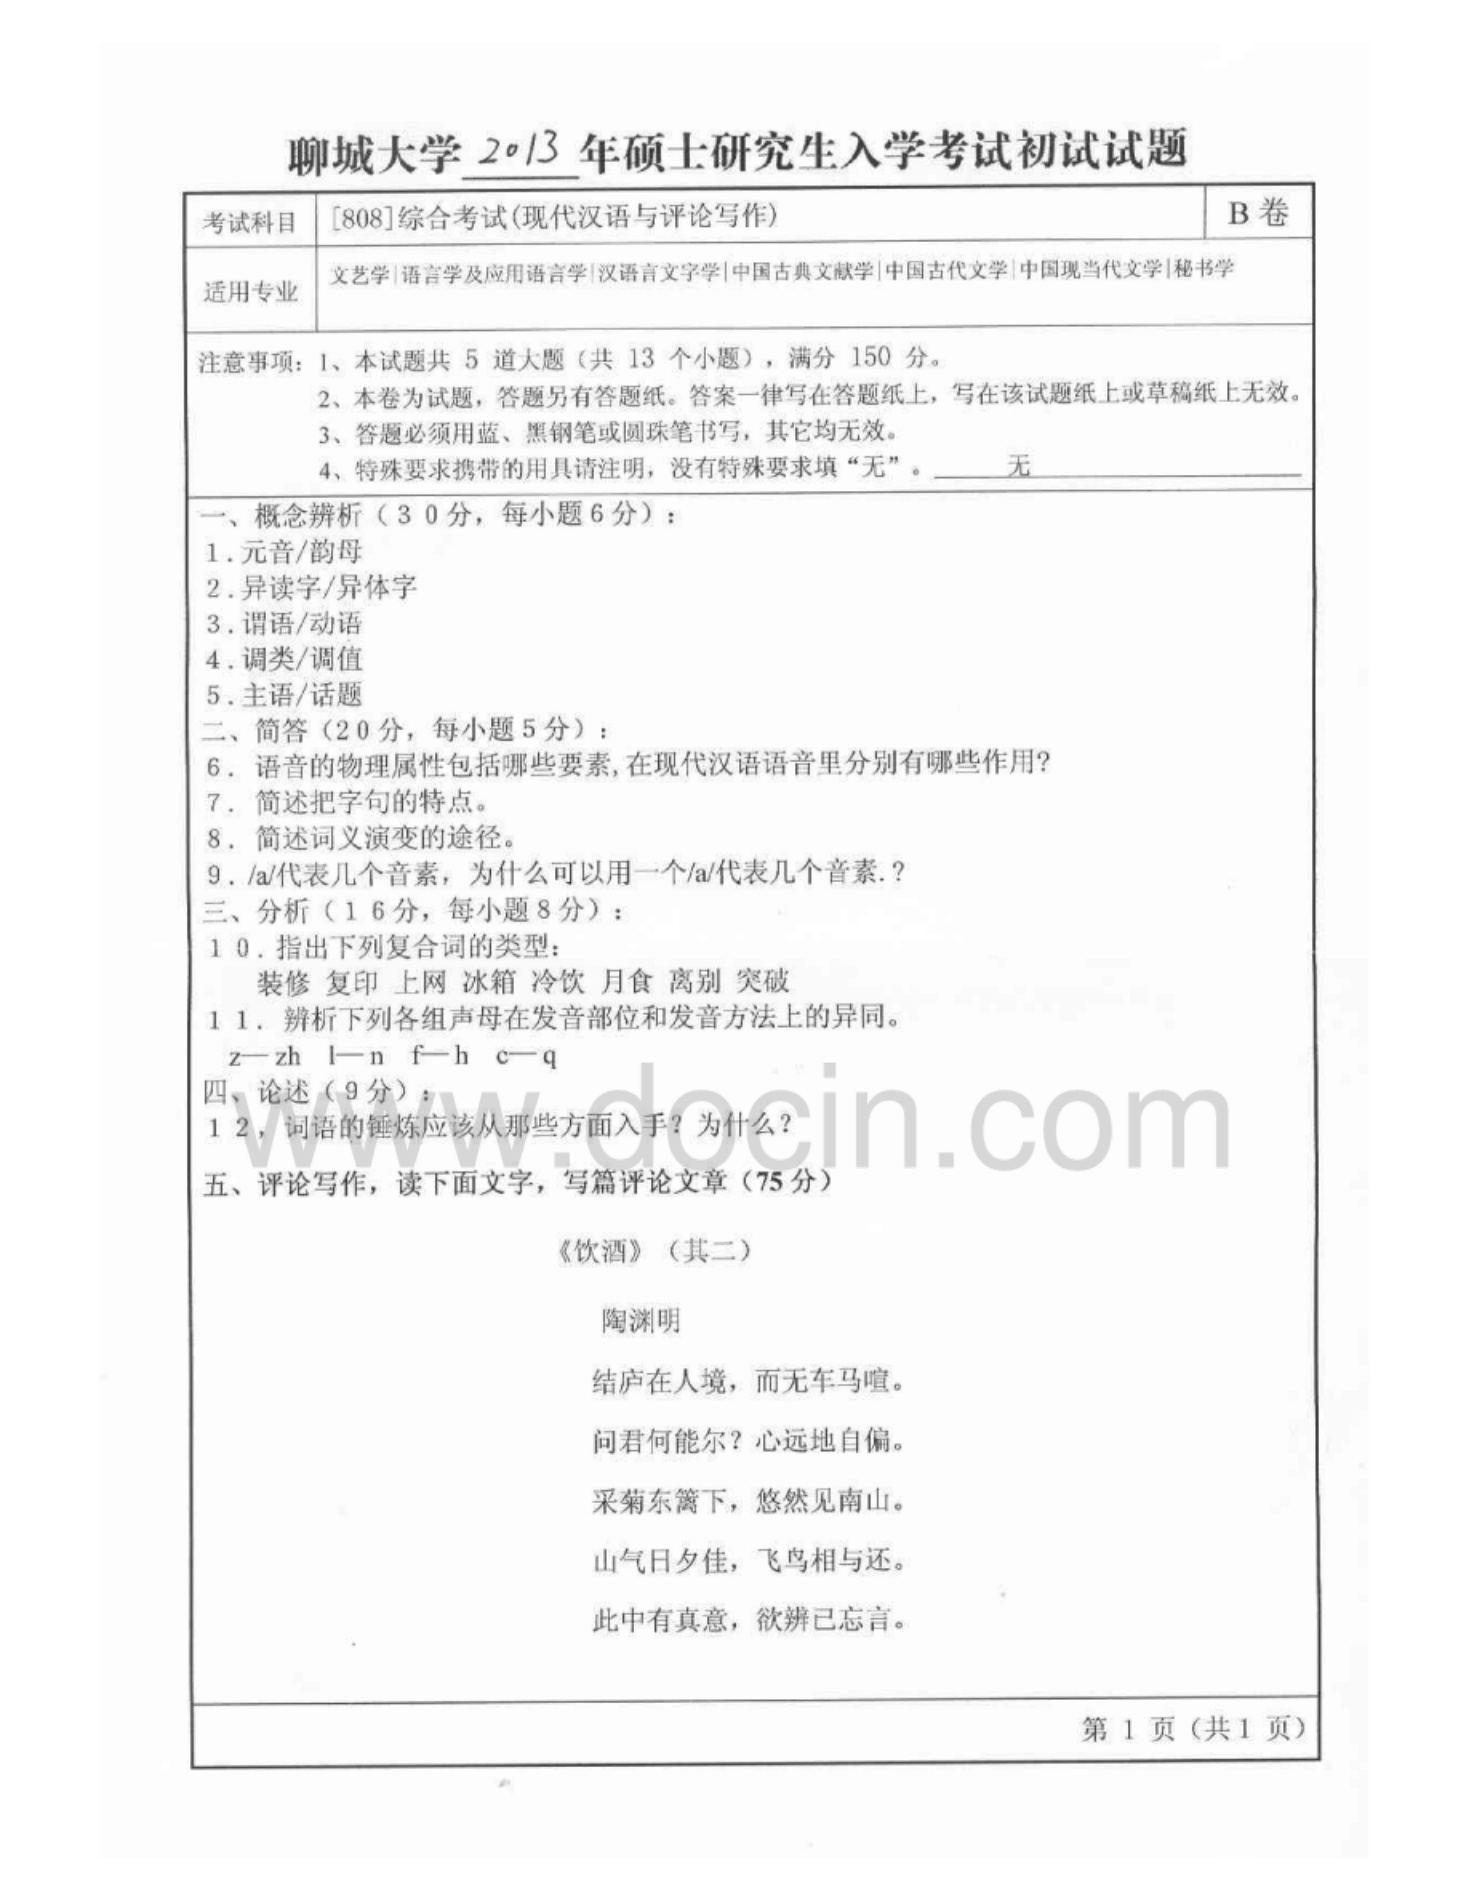 聊城大学 2013 年硕士研究生入学考试初试试题
考试科目 [808]综合考试(现代汉语与评论写作) B 卷
适用专业 文艺学|语言学及应用语言学|汉语言文字学|中国古典文献学|中国古代文学|中国现当代文学|秘书学
注意事项：1、本试题共 5 道大题（共 13 个小题），满分 150 分。
2、本卷为试题，答题另有答题纸。答案一律写在答题纸上，写在该试题纸上或草稿纸上无效。
3、答题必须用蓝、黑钢笔或圆珠笔书写，其它均无效。
4、特殊要求携带的用具请注明，没有特殊要求填“无”。 无
一、概念辨析（３０分，每小题６分）：
１.元音/韵母
２.异读字/异体字
３.谓语/动语
４.调类/调值
５.主语/话题
二、简答（２０分，每小题５分）：
６．语音的物理属性包括哪些要素,在现代汉语语音里分别有哪些作用?
７．简述把字句的特点。
８．简述词义演变的途径。
９./a/代表几个音素，为什么可以用一个/a/代表几个音素.？
三、分析（１６分，每小题８分）：
１０.指出下列复合词的类型：
装修 复印 上网 冰箱 冷饮 月食 离别 突破
１１．辨析下列各组声母在发音部位和发音方法上的异同。
z—zh l—n f—h c—q
四、论述（９分）：
１２，词语的锤炼应该从那些方面入手？为什么？
www.docin.com
五、评论写作，读下面文字，写篇评论文章（75 分）
《饮酒》（其二）
陶渊明
结庐在人境，而无车马喧。
问君何能尔？心远地自偏。
采菊东篱下，悠然见南山。
山气日夕佳，飞鸟相与还。
此中有真意，欲辨已忘言。
第 1 页（共 1 页）